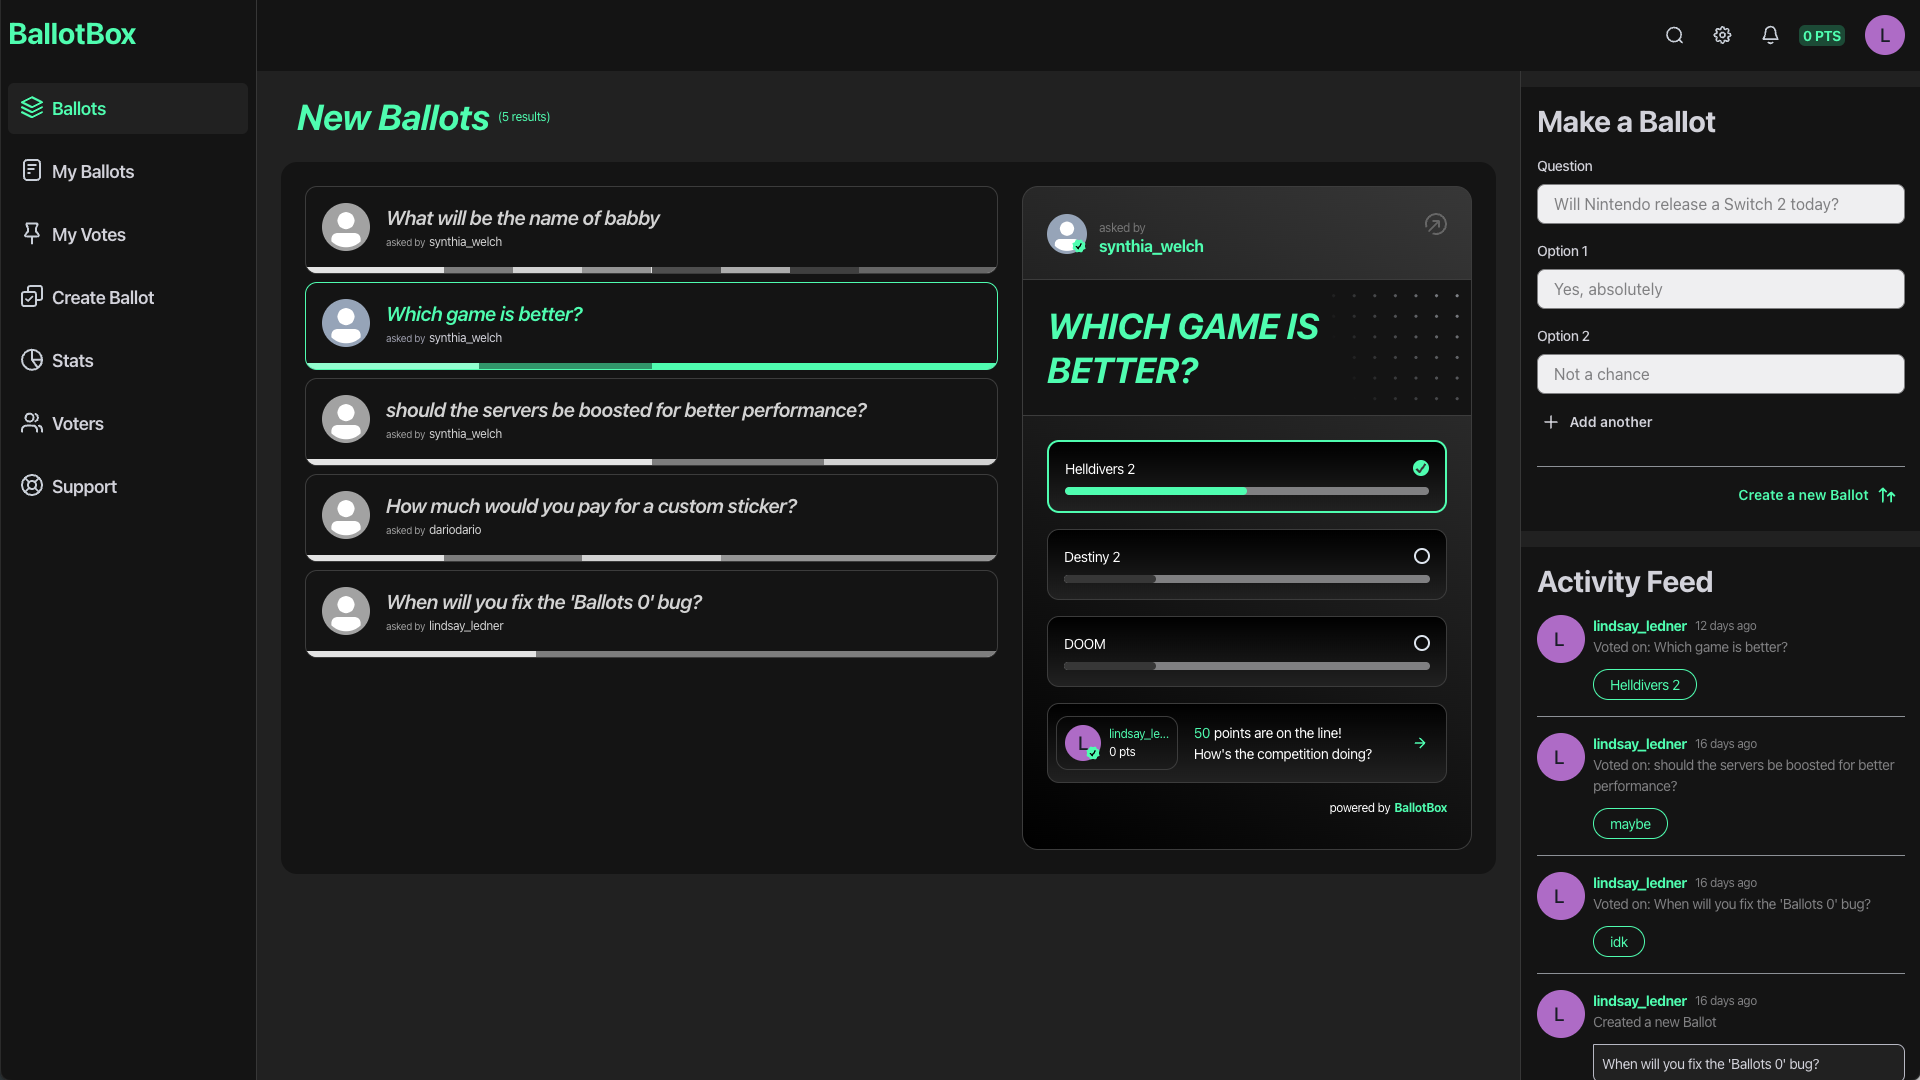 BallotBox
0 PTS
L
Ballots
My Ballots
My Votes
Create Ballot
Stats
Voters
Support
New Ballots (5 results)
What will be the name of babby
asked by synthia_welch
Which game is better?
asked by synthia_welch
should the servers be boosted for better performance?
asked by synthia_welch
How much would you pay for a custom sticker?
asked by dariodario
When will you fix the 'Ballots 0' bug?
asked by lindsay_ledner
asked by
synthia_welch
WHICH GAME IS
BETTER?
Helldivers 2
Destiny 2
DOOM
L
lindsay_le...
0 pts
50 points are on the line!
How's the competition doing?
powered by BallotBox
Make a Ballot
Question
Will Nintendo release a Switch 2 today?
Option 1
Yes, absolutely
Option 2
Not a chance
Add another
Create a new Ballot
Activity Feed
L
lindsay_ledner 12 days ago
Voted on: Which game is better?
Helldivers 2
L
lindsay_ledner 16 days ago
Voted on: should the servers be boosted for better
performance?
maybe
L
lindsay_ledner 16 days ago
Voted on: When will you fix the 'Ballots 0' bug?
idk
L
lindsay_ledner 16 days ago
Created a new Ballot
When will you fix the 'Ballots 0' bug?